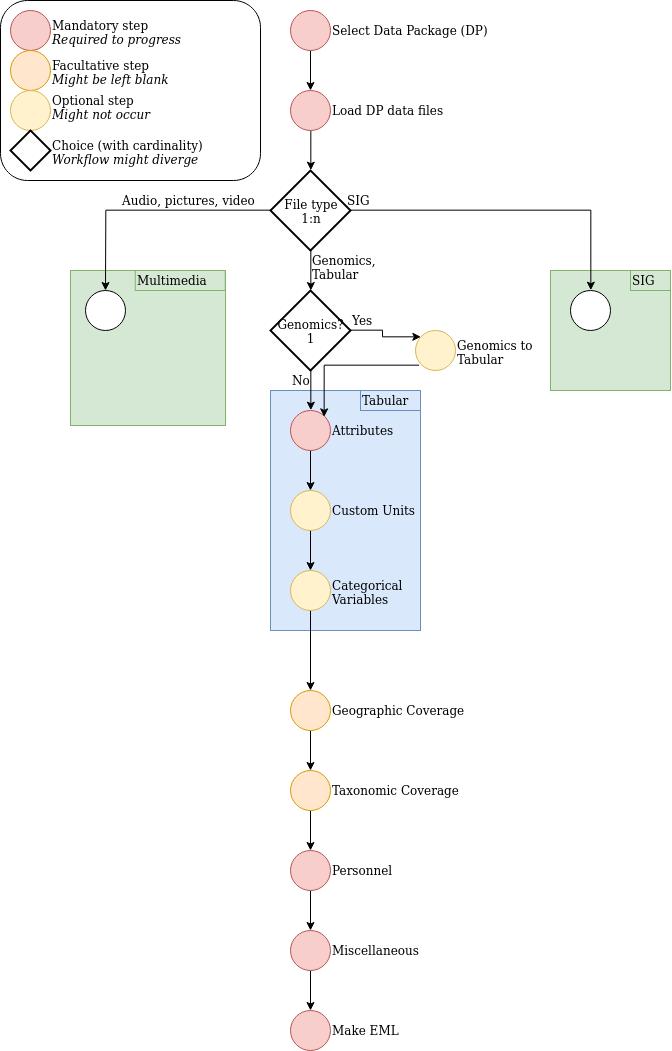 Mandatory step
Required to progress
Facultative step
Might be left blank
Optional step
Might not occur
Choice (with cardinality)
Workflow might diverge
Select Data Package (DP)
Load DP data files
File type
1:n
Audio, pictures, video
SIG
Genomics,
Tabular
Multimedia
SIG
Genomics?
1
Yes
Genomics to
Tabular
No
Tabular
Attributes
Custom Units
Categorical
Variables
Geographic Coverage
Taxonomic Coverage
Personnel
Miscellaneous
Make EML